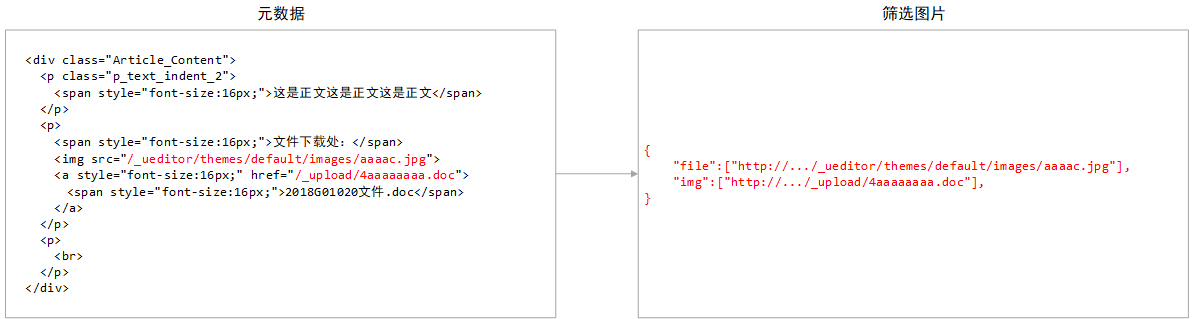 元数据
<div class="Article_Content">
<p class="p_text_indent_2">
<span style="font-size:16px;">这是正文这是正文这是正文</span>
</p>
<p>
<span style="font-size:16px;">文件下载处：</span>
<img src="/_ueditor/themes/default/images/aaaac.jpg">
<a style="font-size:16px;" href="/_upload/4aaaaaaaa.doc">
<span style="font-size:16px;">2018G01020文件.doc</span>
</a>
</p>
<p>
<br>
</p>
</div>
筛选图片
{
"file":["http://.../_ueditor/themes/default/images/aaaac.jpg"],
"img":["http://.../_upload/4aaaaaaaa.doc"],
}